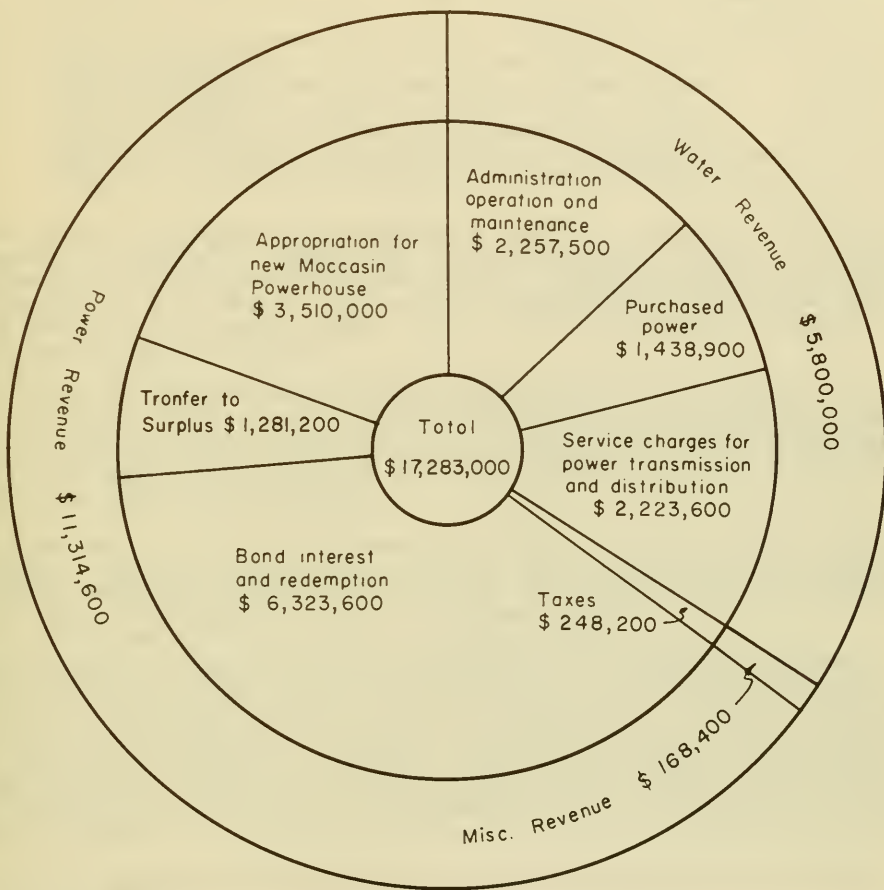 Water Revenue $ 5,800,000
Administration
operation ond
maintenance
$ 2,257,500
Appropriation for
new Moccasin
Powerhouse
$ 3,510,000
Purchased
power
$ 1,438,900
Power Revenue $ 11,314,600
Tronfer to
Surplus $ 1,281,200
Total
$ 17,283,000
Service charges for
power transmission
and distribution
$ 2,223,600
Bond interest
and redemption
$ 6,323,600
Taxes
$ 248,200
Misc. Revenue $ 168,400